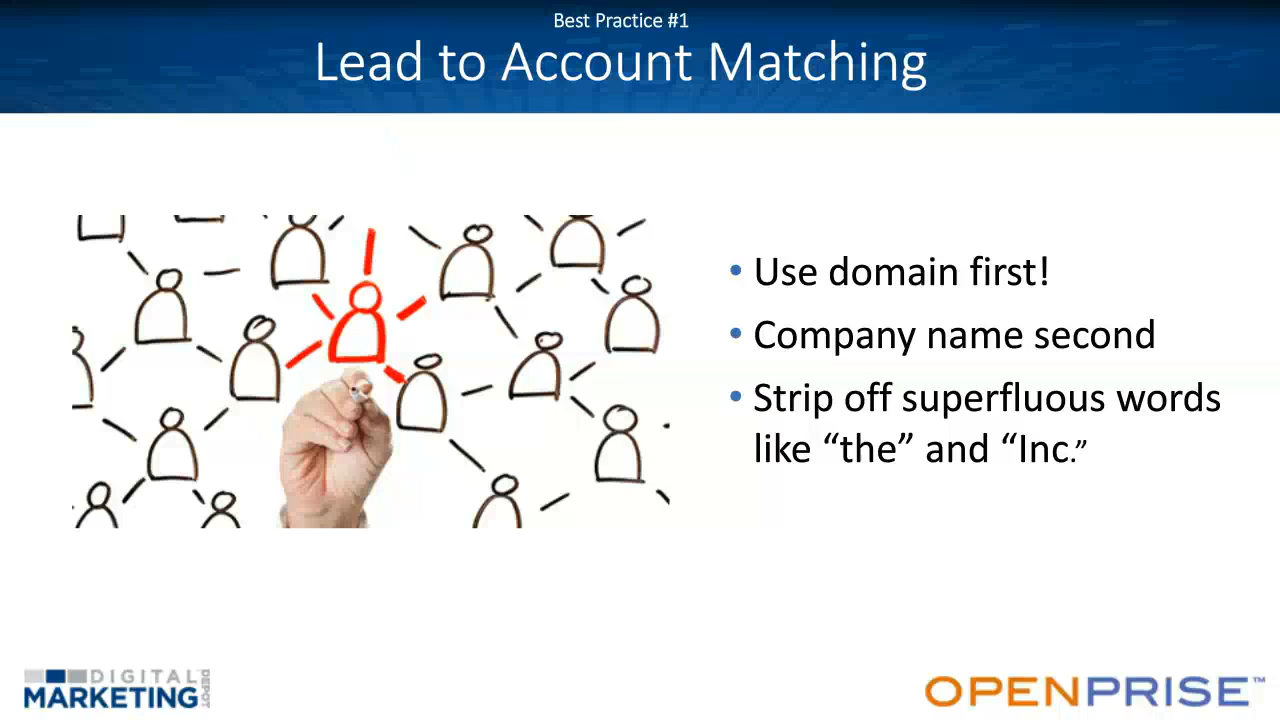 Best Practice #1
Lead to Account Matching
• Use domain first!
• Company name second
• Strip off superfluous words
like “the” and “Inc.”
DIGITAL
MARKETING
DEPOT
OPENPRISE™